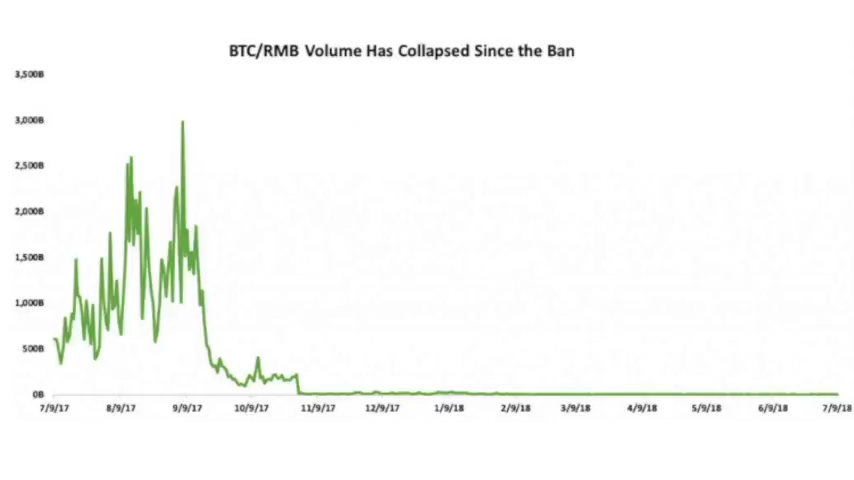 BTC/RMB Volume Has Collapsed Since the Ban
3,500B
3,000B
2,500B
2,000B
1,500B
1,000B
500B
0B
7/9/17 8/9/17 9/9/17 10/9/17 11/9/17 12/9/17 1/9/18 2/9/18 3/9/18 4/9/18 5/9/18 6/9/18 7/9/18